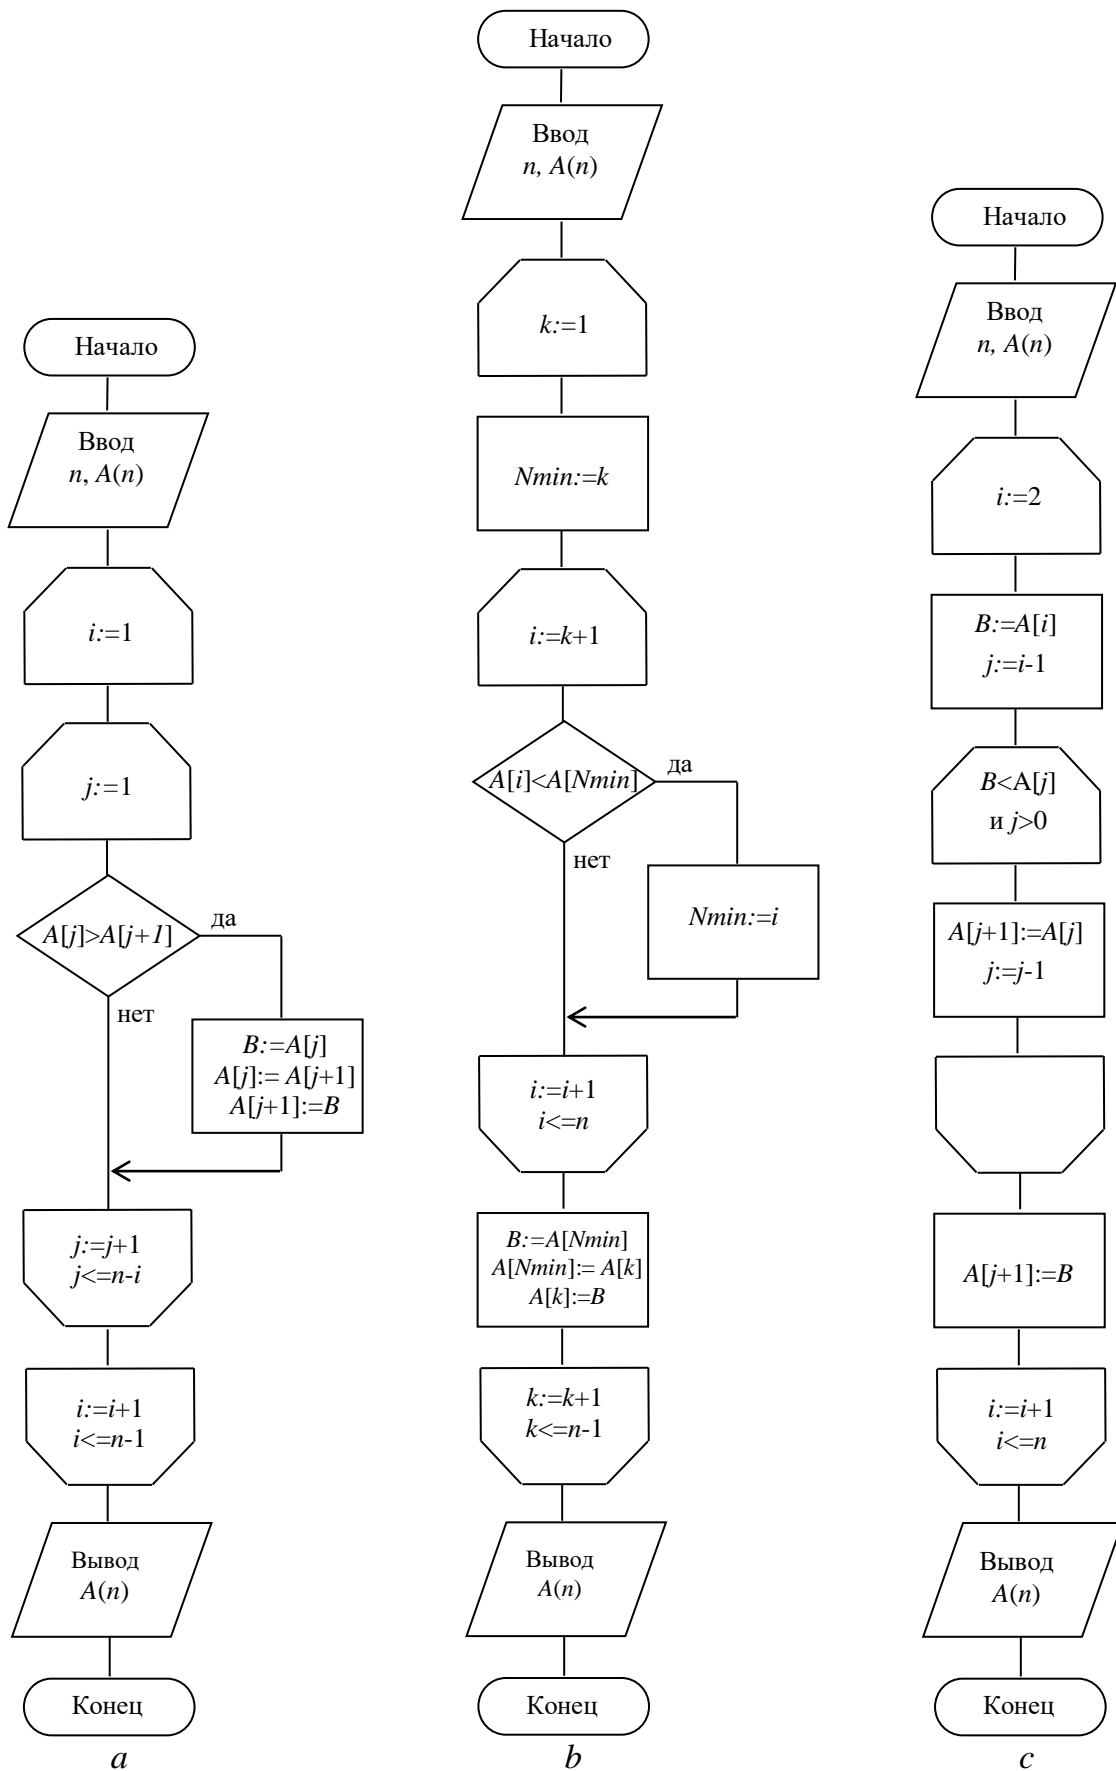 Начало
Ввод
n, A(n)
i:=1
j:=1
A[j]>A[j+1]
да
нет
B:=A[j]
A[j]:= A[j+1]
A[j+1]:=B
j:=j+1
j<=n-i
i:=i+1
i<=n-1
Вывод
A(n)
Конец
a
Начало
Ввод
n, A(n)
k:=1
Nmin:=k
i:=k+1
A[i]<A[Nmin]
да
нет
Nmin:=i
i:=i+1
i<=n
B:=A[Nmin]
A[Nmin]:= A[k]
A[k]:=B
k:=k+1
k<=n-1
Вывод
A(n)
Конец
b
Начало
Ввод
n, A(n)
i:=2
B:=A[i]
j:=i-1
B<A[j]
и j>0
A[j+1]:=A[j]
j:=j-1
A[j+1]:=B
i:=i+1
i<=n
Вывод
A(n)
Конец
c